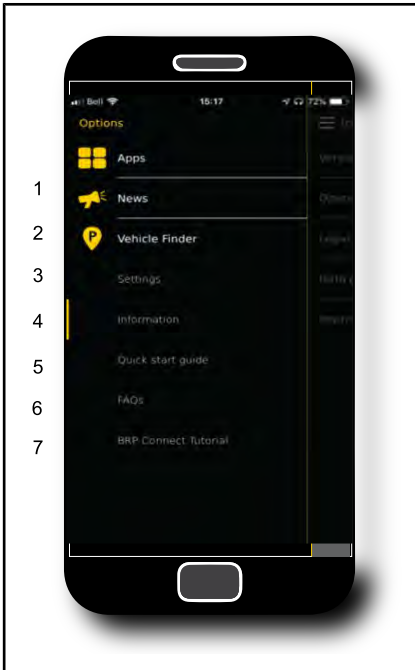 Bell 15:17 72%
Options
Apps
1 News
2 Vehicle Finder
3 Settings
4 Information
5 Quick start guide
6 FAQs
7 BRP Connect Tutorial